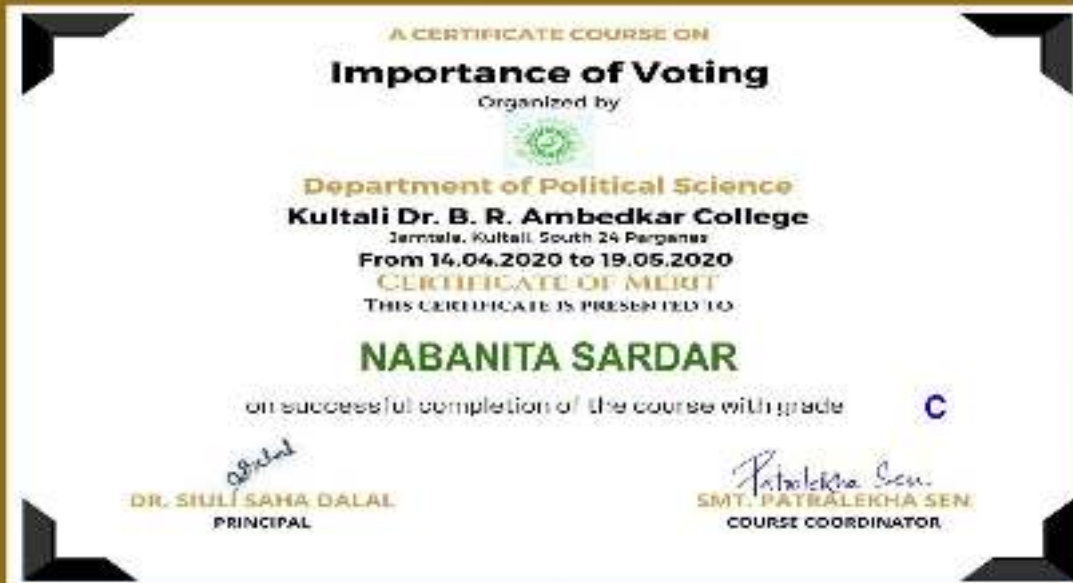 A CERTIFICATE COURSE ON
Importance of Voting
Organized by
Department of Political Science
Kultali Dr. B. R. Ambedkar College
Jamtala, Kultali, South 24 Parganas
From 14.04.2020 to 19.05.2020
CERTIFICATE OF MERIT
THIS CERTIFICATE IS PRESENTED TO
NABANITA SARDAR
on successful completion of the course with grade C
Patralekha Sen.
DR. SIULI SAHA DALAL
SMT. PATRALEKHA SEN
PRINCIPAL
COURSE COORDINATOR